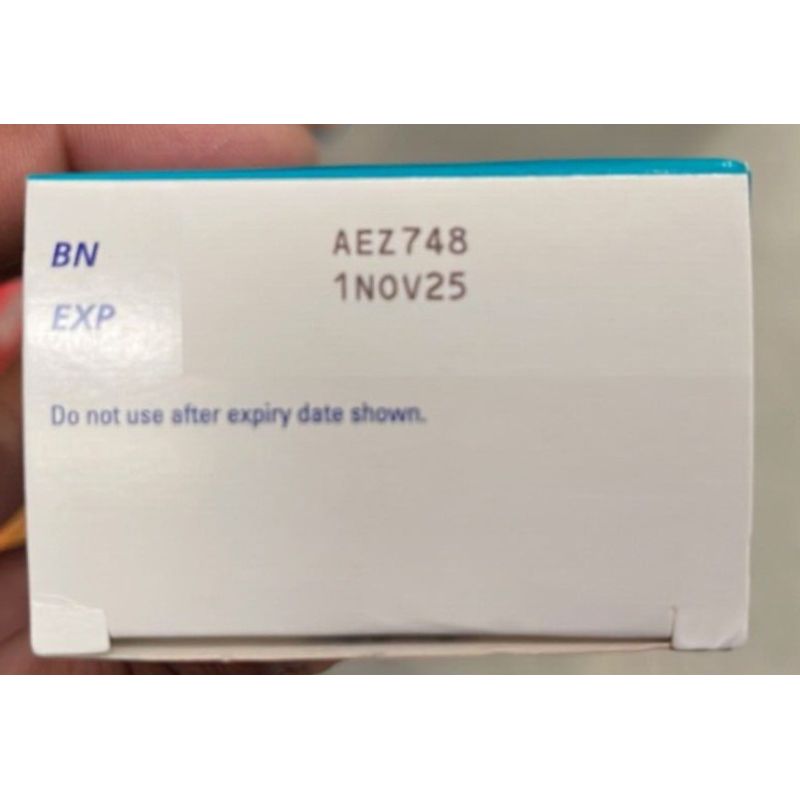 BN AEZ748
EXP 1NOV25
Do not use after expiry date shown.